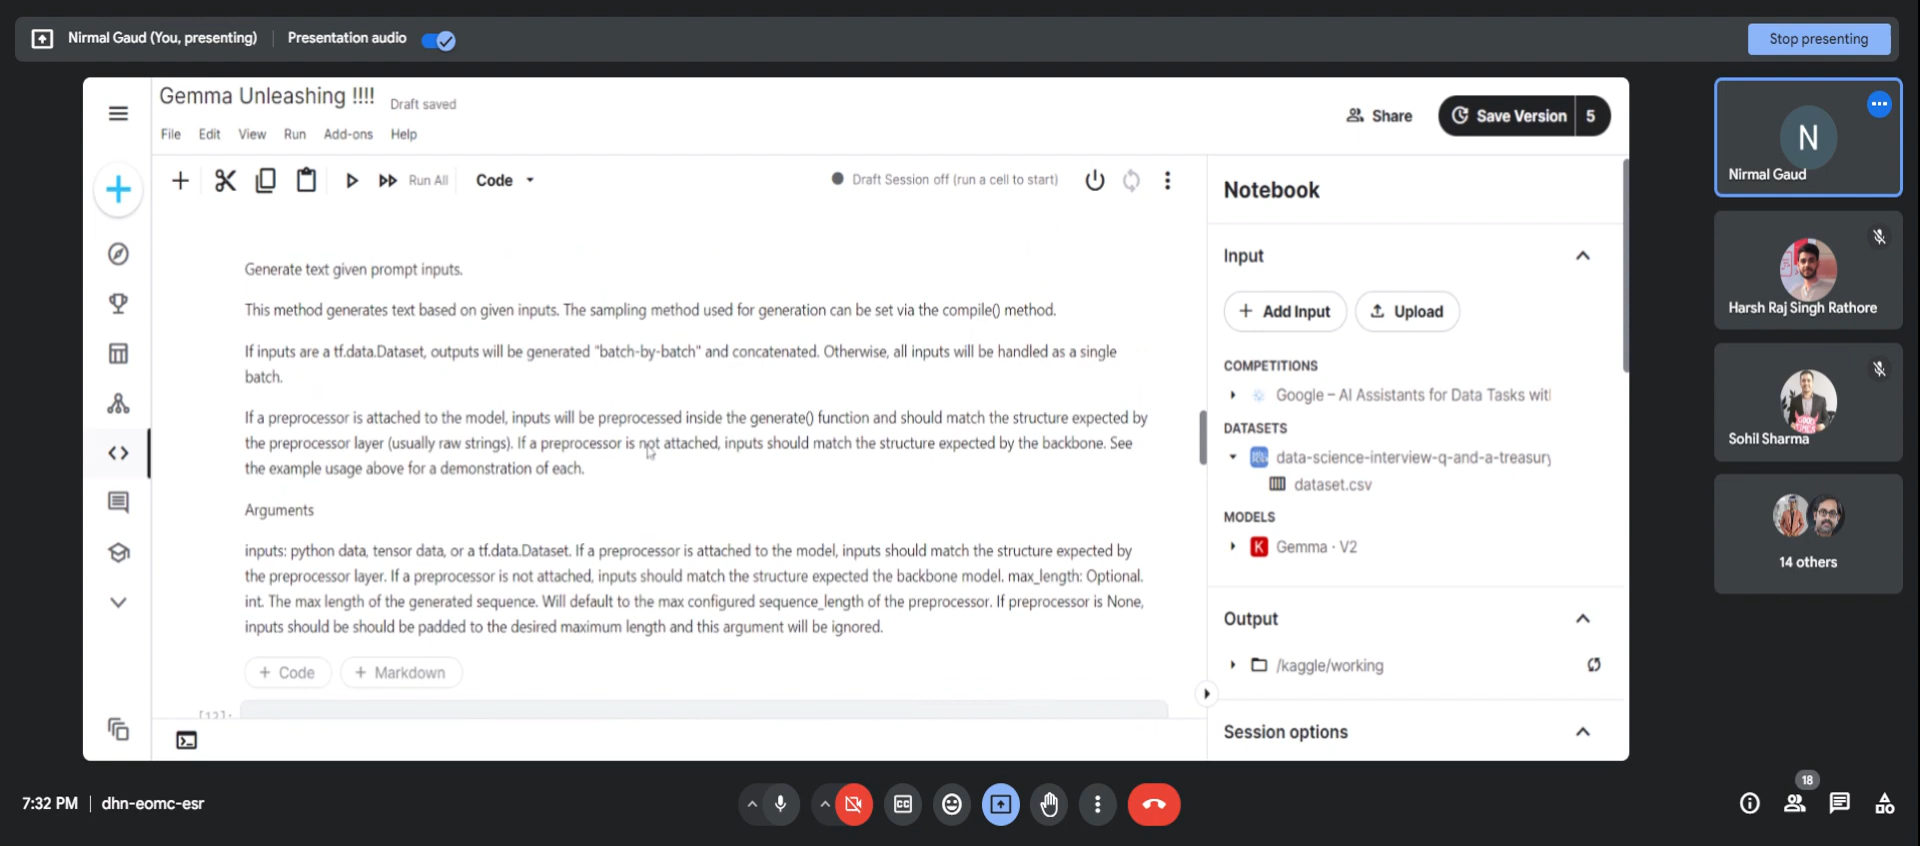 Nirmal Gaud (You, presenting)
Presentation audio
Stop presenting
Gemma Unleashing !!!!
Draft saved
File Edit View Run Add-ons Help
Share
Save Version 5
Run All
Code
Draft Session off (run a cell to start)
Generate text given prompt inputs.
This method generates text based on given inputs. The sampling method used for generation can be set via the compile() method.
If inputs are a tf.data.Dataset, outputs will be generated "batch-by-batch" and concatenated. Otherwise, all inputs will be handled as a single
batch.
If a preprocessor is attached to the model, inputs will be preprocessed inside the generate() function and should match the structure expected by
the preprocessor layer (usually raw strings). If a preprocessor is not attached, inputs should match the structure expected by the backbone. See
the example usage above for a demonstration of each.
Arguments
inputs: python data, tensor data, or a tf.data.Dataset. If a preprocessor is attached to the model, inputs should match the structure expected by
the preprocessor layer. If a preprocessor is not attached, inputs should match the structure expected the backbone model. max_length: Optional.
int. The max length of the generated sequence. Will default to the max configured sequence_length of the preprocessor. If preprocessor is None,
inputs should be should be padded to the desired maximum length and this argument will be ignored.
+ Code
+ Markdown
Notebook
Input
+ Add Input
Upload
COMPETITIONS
Google – AI Assistants for Data Tasks wit
DATASETS
data-science-interview-q-and-a-treasury
dataset.csv
MODELS
K Gemma · V2
Output
/kaggle/working
Session options
N
Nirmal Gaud
Harsh Raj Singh Rathore
Sohil Sharma
14 others
7:32 PM | dhn-eomc-esr
CC
18